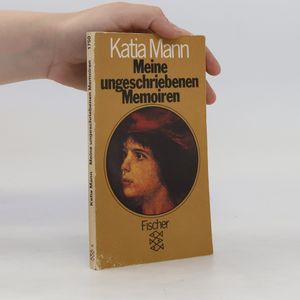 Katia Mann
Meine
ungeschriebenen
Memoiren
Fischer
Katia Mann Meine ungeschriebenen Memoiren 1750